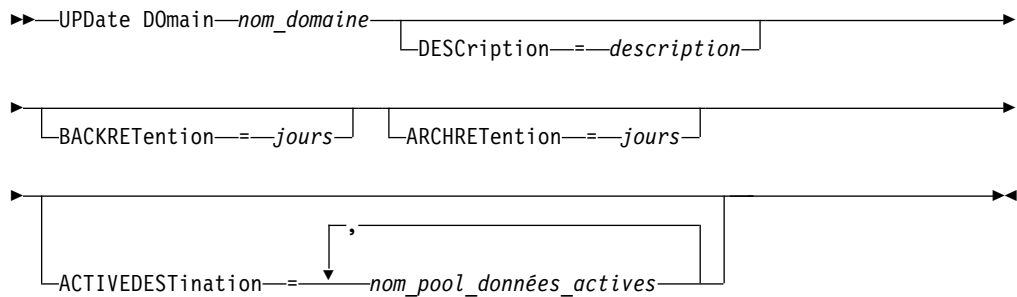 UPDate DOmain nom_domaine
DESCription = description
BACKRETention = jours ARCHRETention = jours
,
ACTIVEDESTination = nom_pool_données_actives